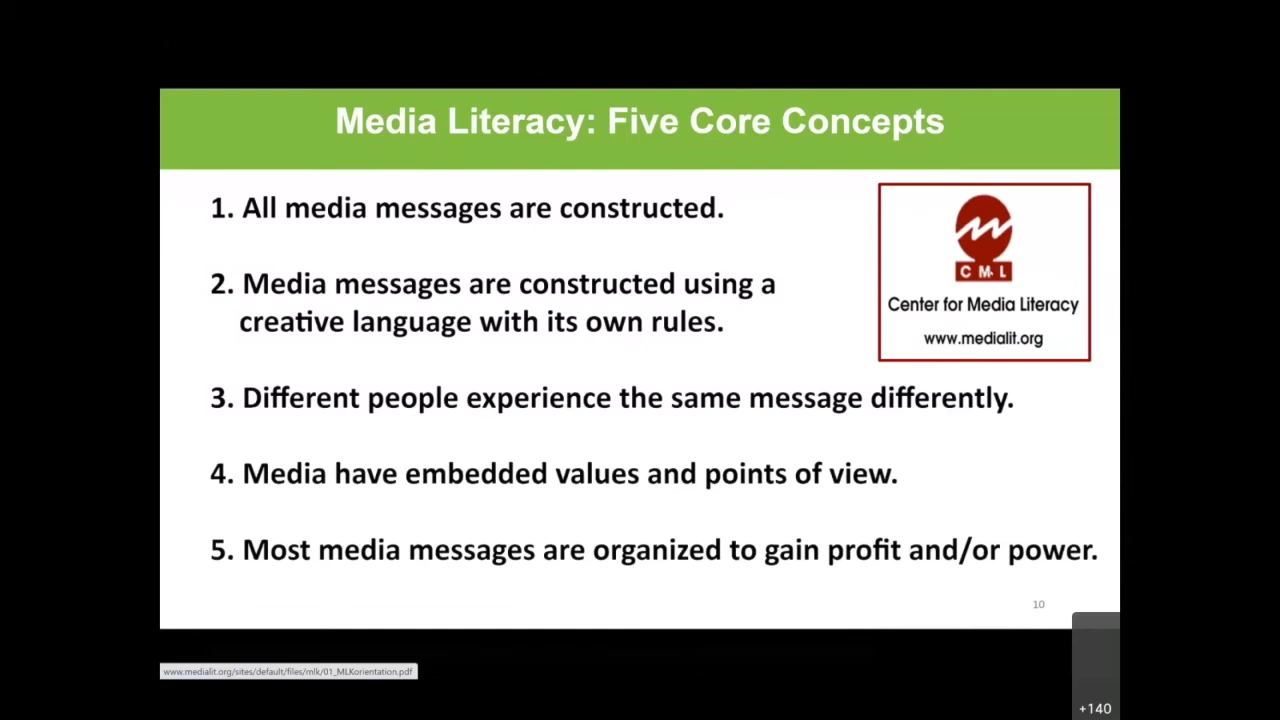 Media Literacy: Five Core Concepts
1. All media messages are constructed.
2. Media messages are constructed using a
creative language with its own rules.
3. Different people experience the same message differently.
4. Media have embedded values and points of view.
5. Most media messages are organized to gain profit and/or power.
CML
Center for Media Literacy
www.medialit.org
10
www.medialit.org/sites/default/files/mlk/01_MLKorientation.pdf
+140